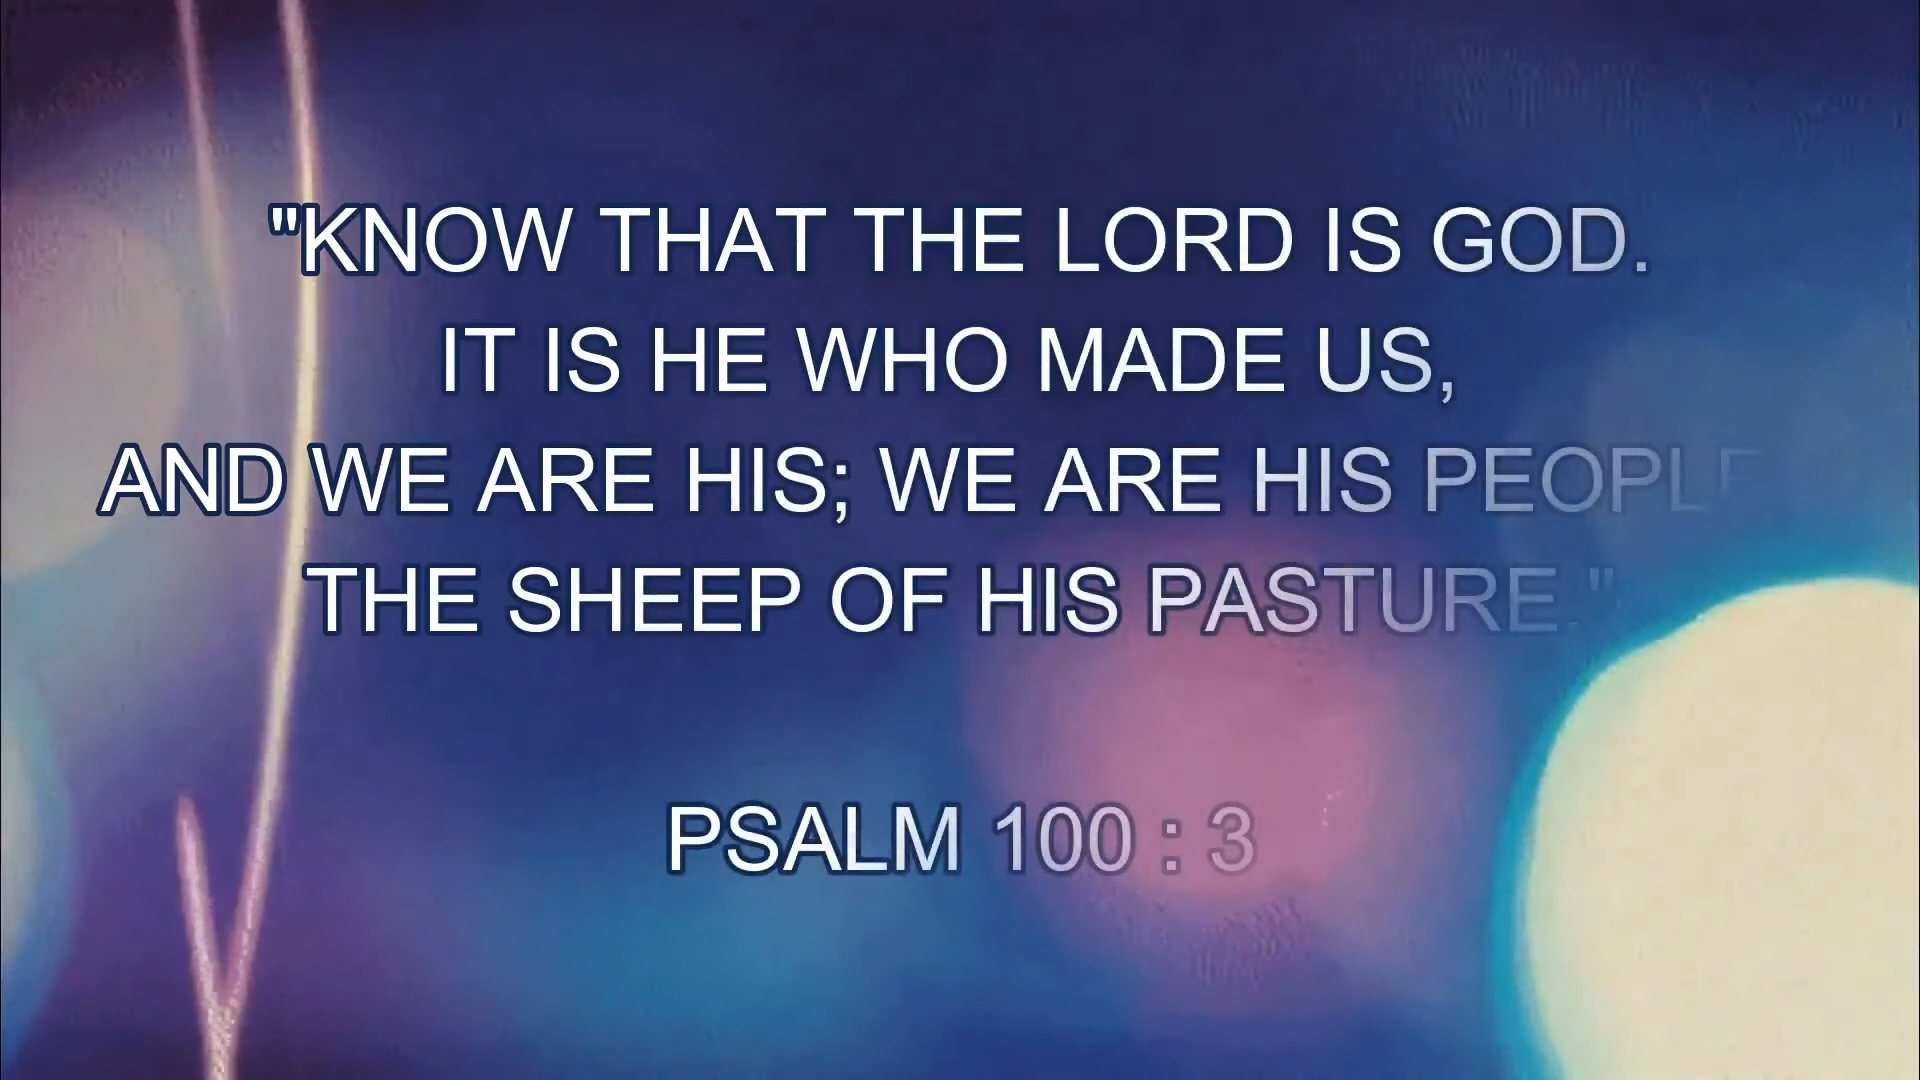 "KNOW THAT THE LORD IS GOD.
IT IS HE WHO MADE US,
AND WE ARE HIS; WE ARE HIS PEOPLE
THE SHEEP OF HIS PASTURE."
PSALM 100 : 3